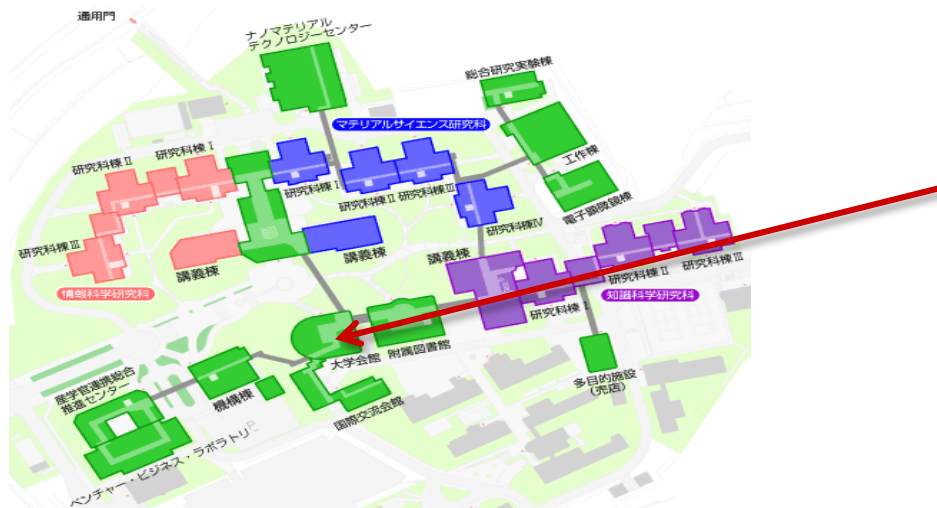 通用門
ナノマテリアル
テクノロジーセンター
総合研究実験棟
マテリアルサイエンス研究科
研究科棟Ⅰ
研究科棟Ⅱ
研究科棟Ⅲ
研究科棟Ⅰ
研究科棟Ⅱ
研究科棟Ⅲ
研究科棟Ⅳ
工作棟
電子顕微鏡棟
講義棟
講義棟
講義棟
情報科学研究科
研究科棟Ⅰ
研究科棟Ⅱ
研究科棟Ⅲ
知識科学研究科
大学会館
附属図書館
多目的施設
(売店)
産学官連携総合
推進センター
機構棟
国際交流会館
ベンチャー・ビジネス・ラボラトリ
P